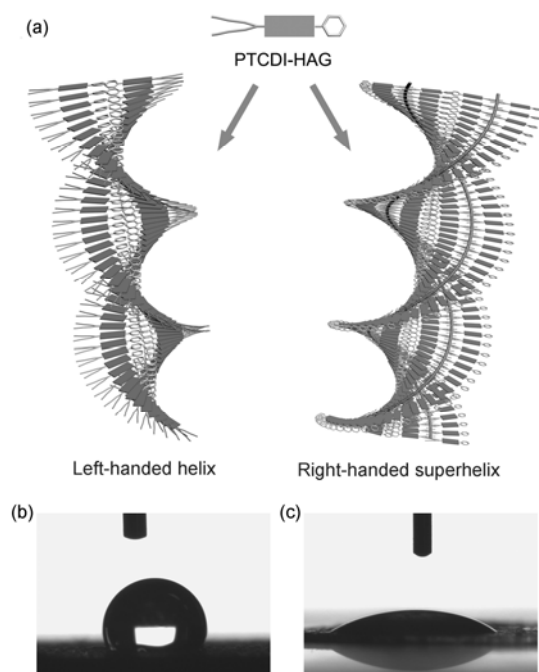 (a)
PTCDI-HAG
Left-handed helix
Right-handed superhelix
(b)
(c)